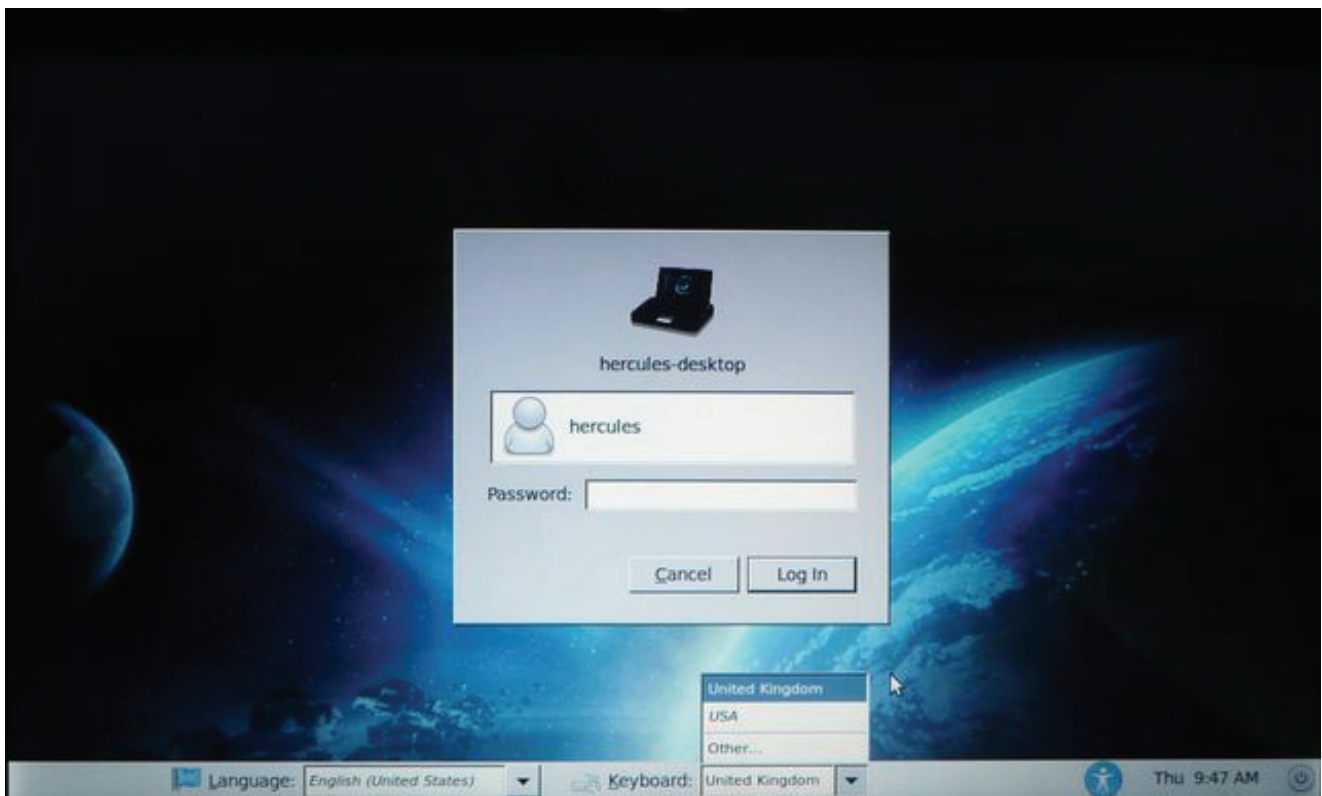 hercules-desktop
hercules
Password:
Cancel
Log In
United Kingdom
USA
Other...
Language: English (United States)
Keyboard: United Kingdom
Thu 9:47 AM